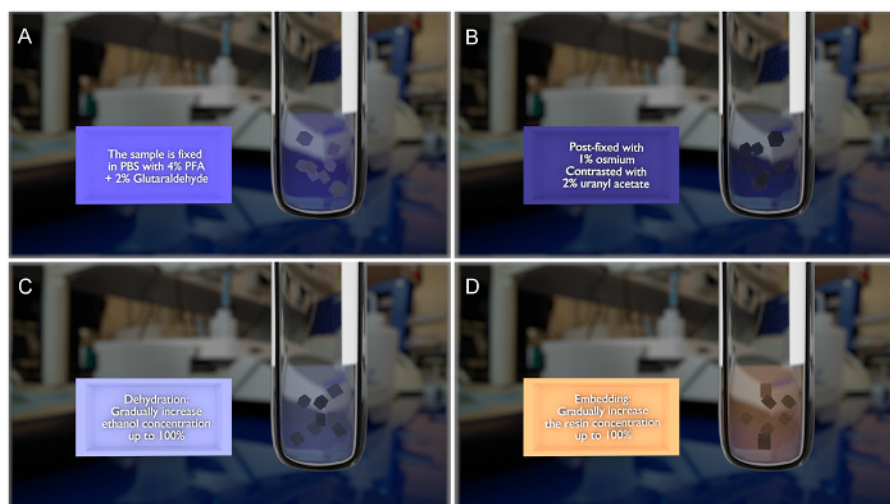 A
The sample is fixed
in PBS with 4% PFA
+ 2% Glutaraldehyde
B
Post-fixed with
1% osmium
Contrasted with
2% uranyl acetate
C
Dehydration:
Gradually increase
ethanol concentration
up to 100%
D
Embedding:
Gradually increase
the resin concentration
up to 100%